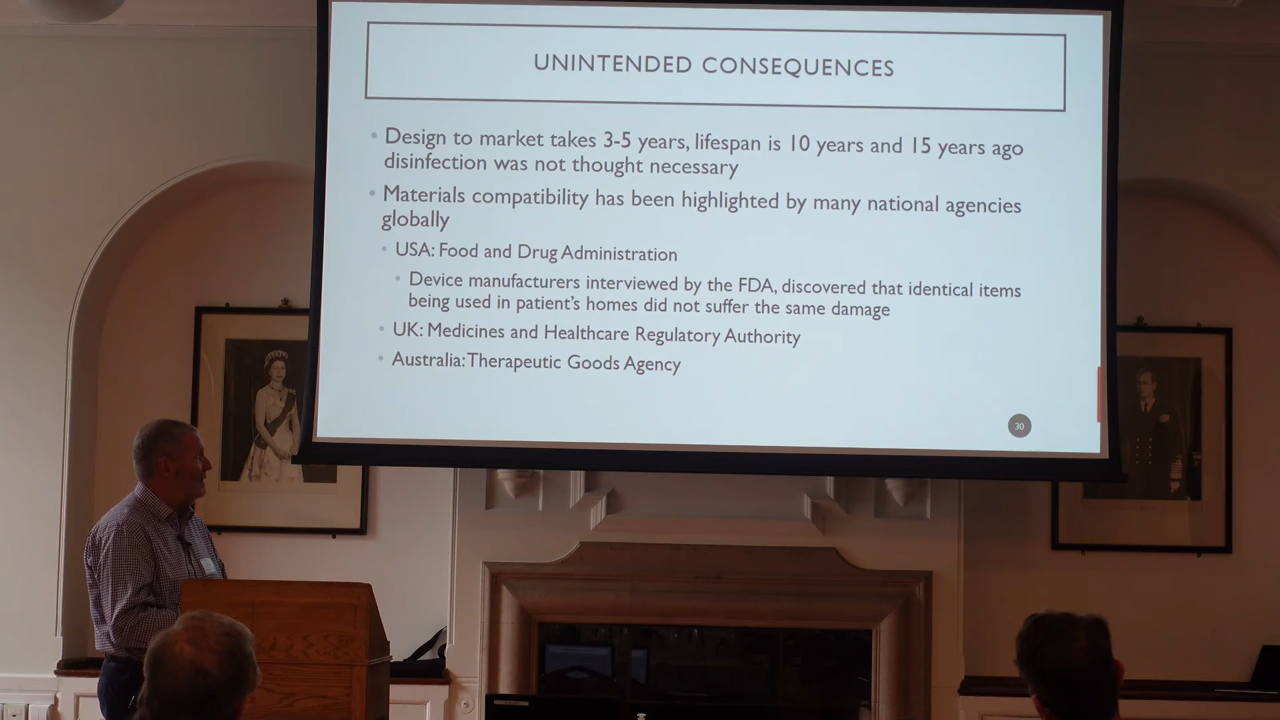 UNINTENDED CONSEQUENCES
• Design to market takes 3-5 years, lifespan is 10 years and 15 years ago
disinfection was not thought necessary
• Materials compatibility has been highlighted by many national agencies
globally
• USA: Food and Drug Administration
• Device manufacturers interviewed by the FDA, discovered that identical items
being used in patient's homes did not suffer the same damage
• UK: Medicines and Healthcare Regulatory Authority
• Australia: Therapeutic Goods Agency
30